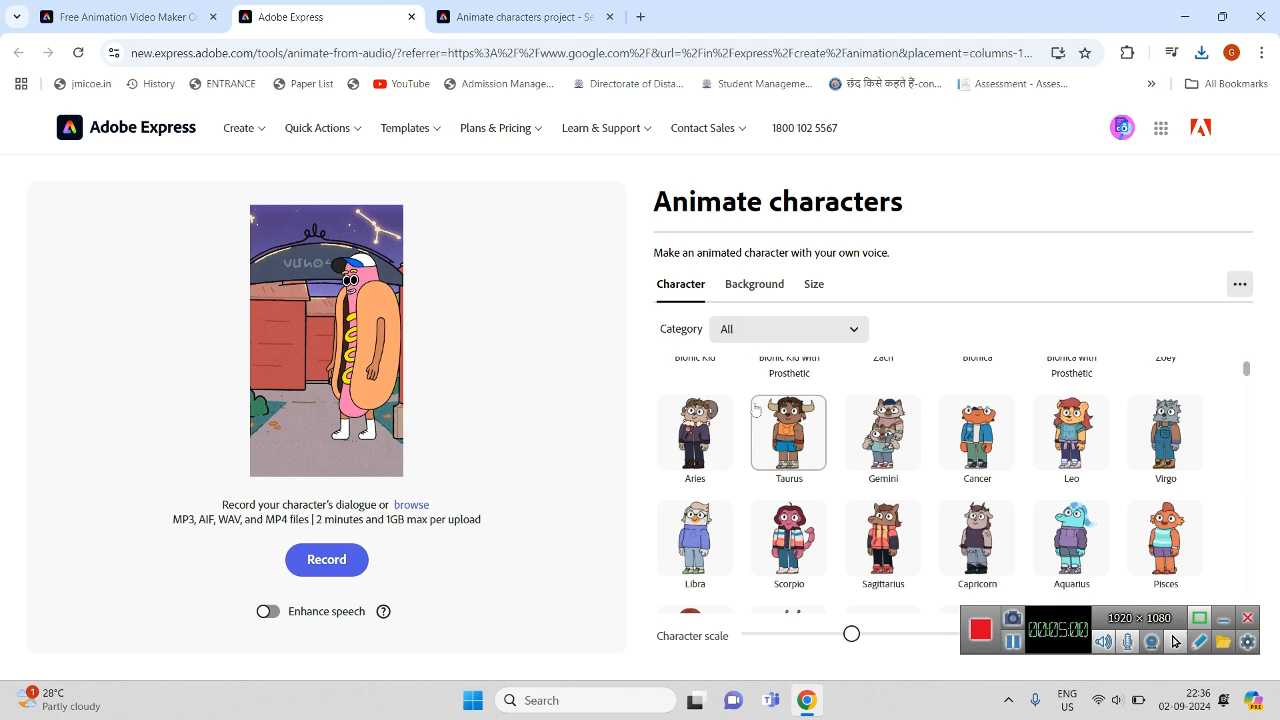 Free Animation Video Maker O
Adobe Express
Animate characters project - Se
new.express.adobe.com/tools/animate-from-audio/?referrer=https%3A%2F%2Fwww.google.com%2F&url=%2Fin%2Fexpress%2Fcreate%2Fanimation&placement=columns-1...
G
jmicoe.in
History
ENTRANCE
Paper List
YouTube
Admission Manage...
Directorate of Dista...
Student Manageme...
छंद किसे कहते हैं-con...
Assessment - Asses...
»
All Bookmarks
Adobe Express
Create
Quick Actions
Templates
Plans & Pricing
Learn & Support
Contact Sales
1800 102 5567
Animate characters
Make an animated character with your own voice.
Character
Background
Size
Category
All
Bionic Kid
Bionic Kid with
Prosthetic
Zach
Bionica
Bionica with
Prosthetic
Zoey
Aries
Taurus
Gemini
Cancer
Leo
Virgo
Record your character's dialogue or browse
MP3, AIF, WAV, and MP4 files | 2 minutes and 1GB max per upload
Libra
Scorpio
Sagittarius
Capricorn
Aquarius
Pisces
Record
Enhance speech
Character scale
00:05:00
1920 × 1080
1
28°C
Partly cloudy
Search
ENG
US
22:36
02-09-2024
PRE